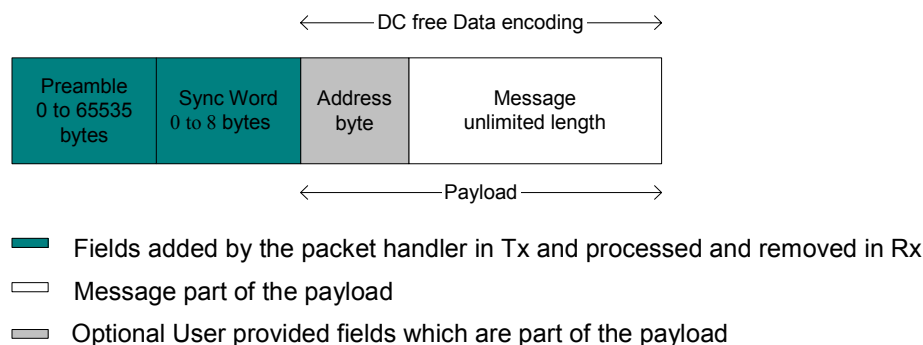 DC free Data encoding
Preamble
0 to 65535
bytes
Sync Word
0 to 8 bytes
Address
byte
Message
unlimited length
Payload
Fields added by the packet handler in Tx and processed and removed in Rx
Message part of the payload
Optional User provided fields which are part of the payload